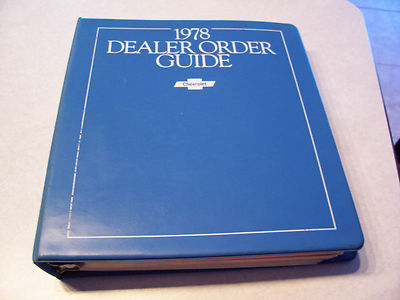 1978
DEALER ORDER
GUIDE
Chevrolet